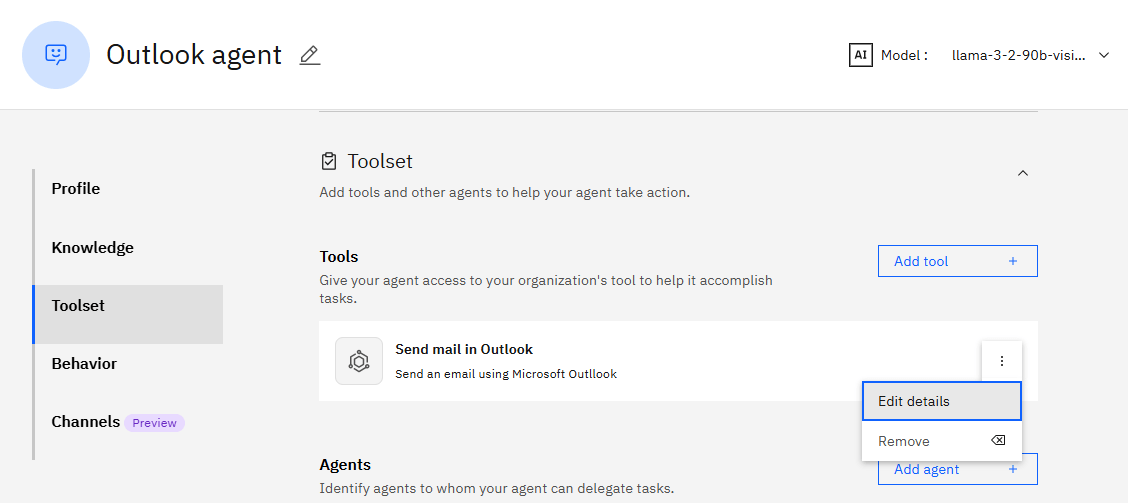 Outlook agent
AI Model : llama-3-2-90b-visi...
Profile
Knowledge
Toolset
Behavior
Channels Preview
Toolset
Add tools and other agents to help your agent take action.
Tools
Give your agent access to your organization's tool to help it accomplish
tasks.
Add tool +
Send mail in Outlook
Send an email using Microsoft Outllook
Edit details
Remove
Agents
Identify agents to whom your agent can delegate tasks.
Add agent +